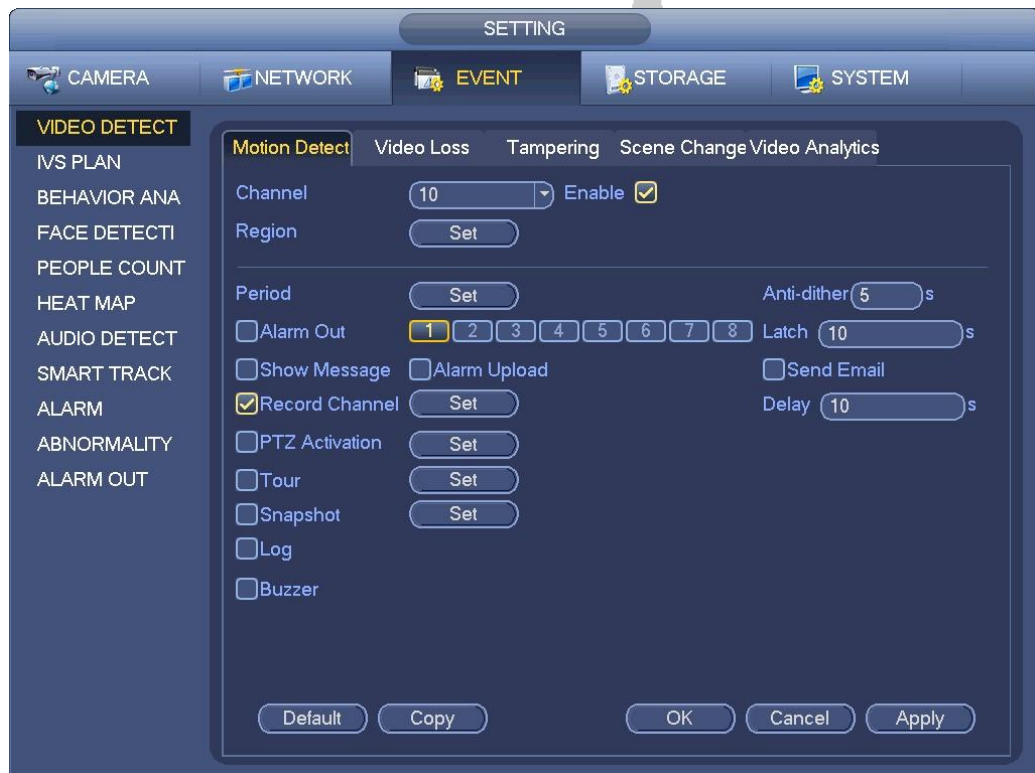 SETTING
CAMERA NETWORK EVENT STORAGE SYSTEM
VIDEO DETECT
IVS PLAN
BEHAVIOR ANA
FACE DETECTI
PEOPLE COUNT
HEAT MAP
AUDIO DETECT
SMART TRACK
ALARM
ABNORMALITY
ALARM OUT
Motion Detect Video Loss Tampering Scene Change Video Analytics
Channel 10 Enable
Region Set
Period Set Anti-dither 5 s
Alarm Out 1 2 3 4 5 6 7 8 Latch 10 s
Show Message Alarm Upload Send Email
Record Channel Set Delay 10 s
PTZ Activation Set
Tour Set
Snapshot Set
Log
Buzzer
Default Copy OK Cancel Apply